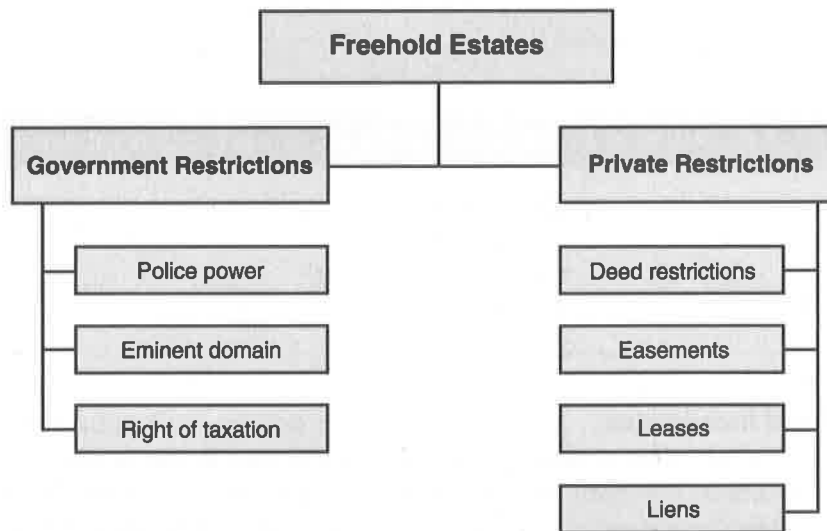 Freehold Estates
Government Restrictions
Police power
Eminent domain
Right of taxation
Private Restrictions
Deed restrictions
Easements
Leases
Liens